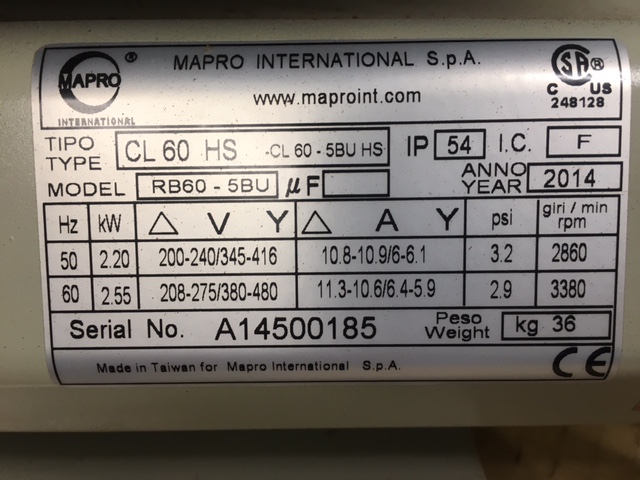 MAPRO ®
INTERNATIONAL
MAPRO INTERNATIONAL S.p.A.
www.maproint.com
SA ®
C US
248128
TIPO
TYPE CL 60 HS -CL 60 - 5BU HS IP 54 I.C. F
MODEL RB60 - 5BU μF ANNO
YEAR 2014
Hz kW △ V Y △ A Y psi giri / min
rpm
50 2.20 200-240/345-416 10.8-10.9/6-6.1 3.2 2860
60 2.55 208-275/380-480 11.3-10.6/6.4-5.9 2.9 3380
Serial No. A14500185 Peso
Weight kg 36
Made in Taiwan for Mapro International S.p.A. CE